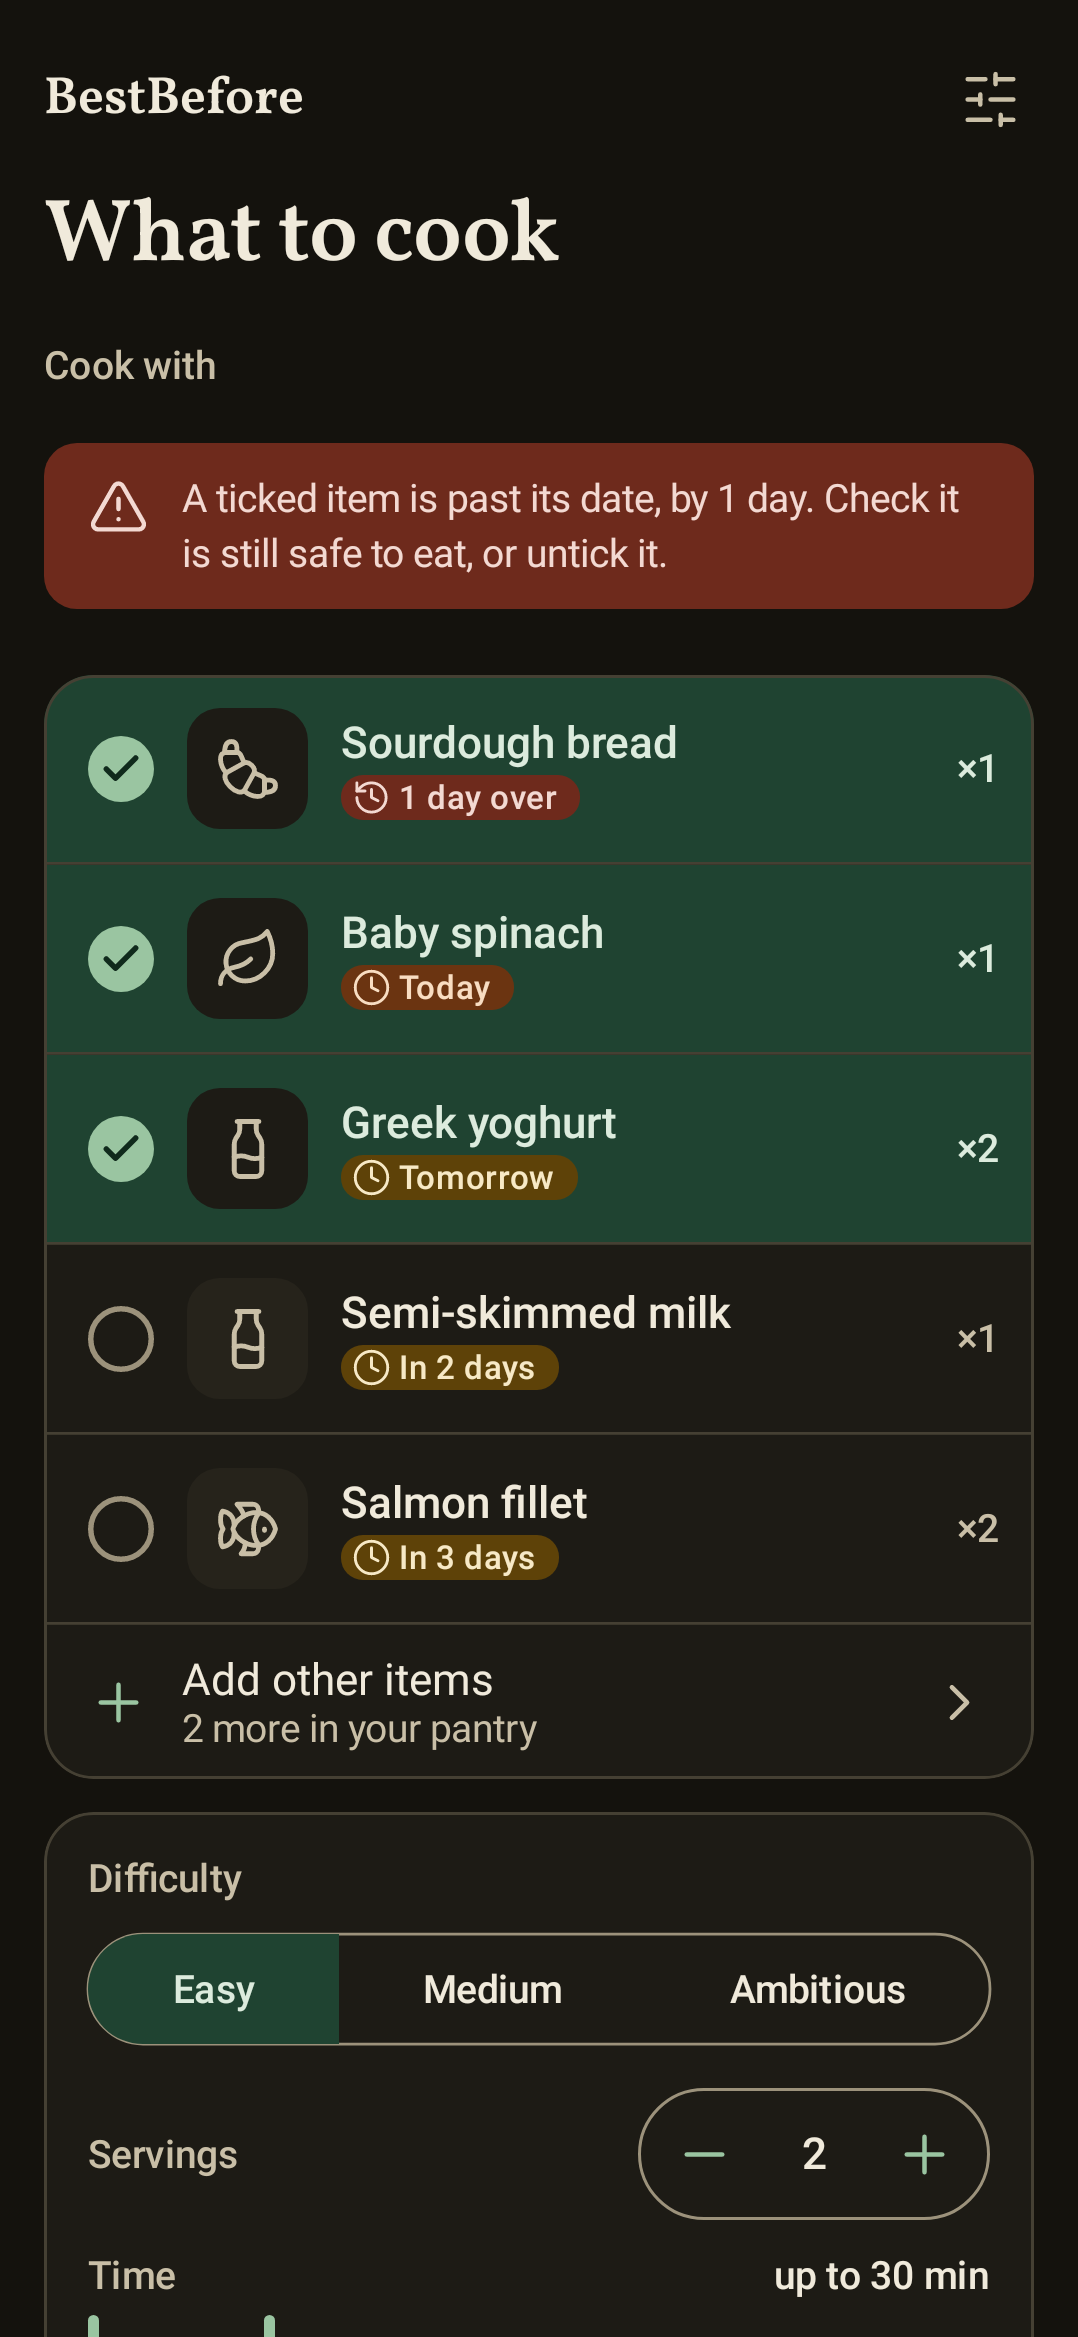 BestBefore
What to cook
Cook with
A ticked item is past its date, by 1 day. Check it
is still safe to eat, or untick it.
Sourdough bread
×1
1 day over
Baby spinach
×1
Today
Greek yoghurt
×2
Tomorrow
Semi-skimmed milk
×1
In 2 days
Salmon fillet
×2
In 3 days
Add other items
2 more in your pantry
Difficulty
Easy Medium Ambitious
Servings 2
Time up to 30 min